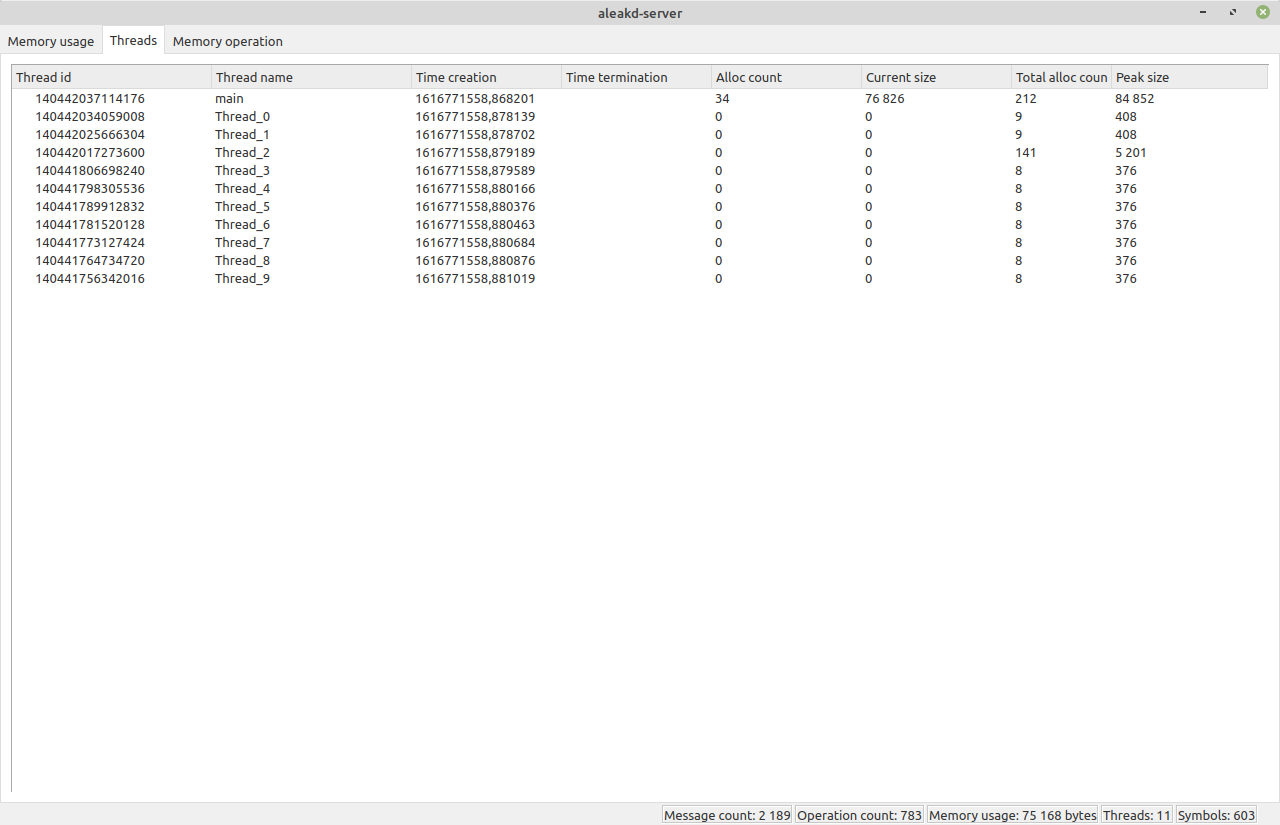 aleakd-server
Memory usage Threads Memory operation
Thread id Thread name Time creation Time termination Alloc count Current size Total alloc coun Peak size
140442037114176 main 1616771558,868201 34 76 826 212 84 852
140442034059008 Thread_0 1616771558,878139 0 0 9 408
140442025666304 Thread_1 1616771558,878702 0 0 9 408
140442017273600 Thread_2 1616771558,879189 0 0 141 5 201
140441806698240 Thread_3 1616771558,879589 0 0 8 376
140441798305536 Thread_4 1616771558,880166 0 0 8 376
140441789912832 Thread_5 1616771558,880376 0 0 8 376
140441781520128 Thread_6 1616771558,880463 0 0 8 376
140441773127424 Thread_7 1616771558,880684 0 0 8 376
140441764734720 Thread_8 1616771558,880876 0 0 8 376
140441756342016 Thread_9 1616771558,881019 0 0 8 376
Message count: 2 189 Operation count: 783 Memory usage: 75 168 bytes Threads: 11 Symbols: 603